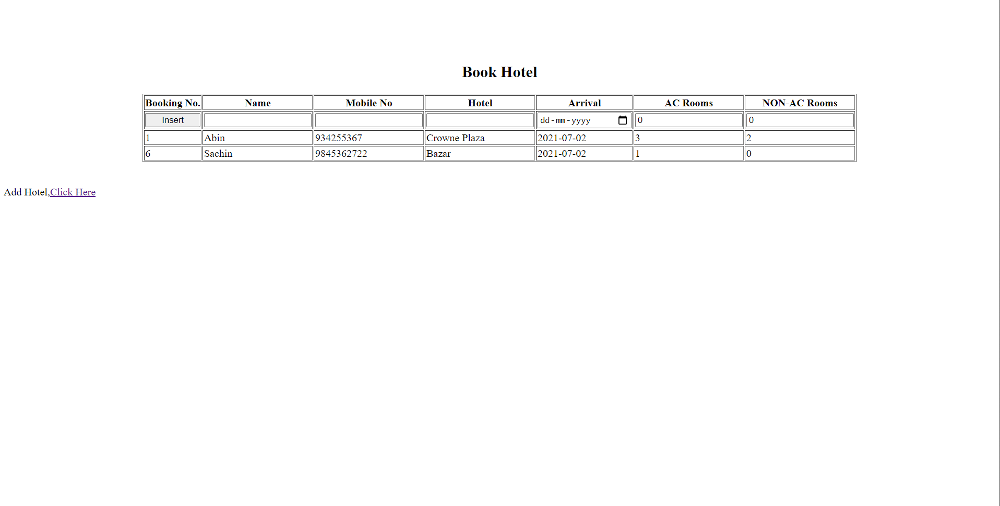 Book Hotel
Booking No. Name Mobile No Hotel Arrival AC Rooms NON-AC Rooms
Insert dd-mm-yyyy 0 0
1 Abin 934255367 Crowne Plaza 2021-07-02 3 2
6 Sachin 9845362722 Bazar 2021-07-02 1 0
Add Hotel,Click Here